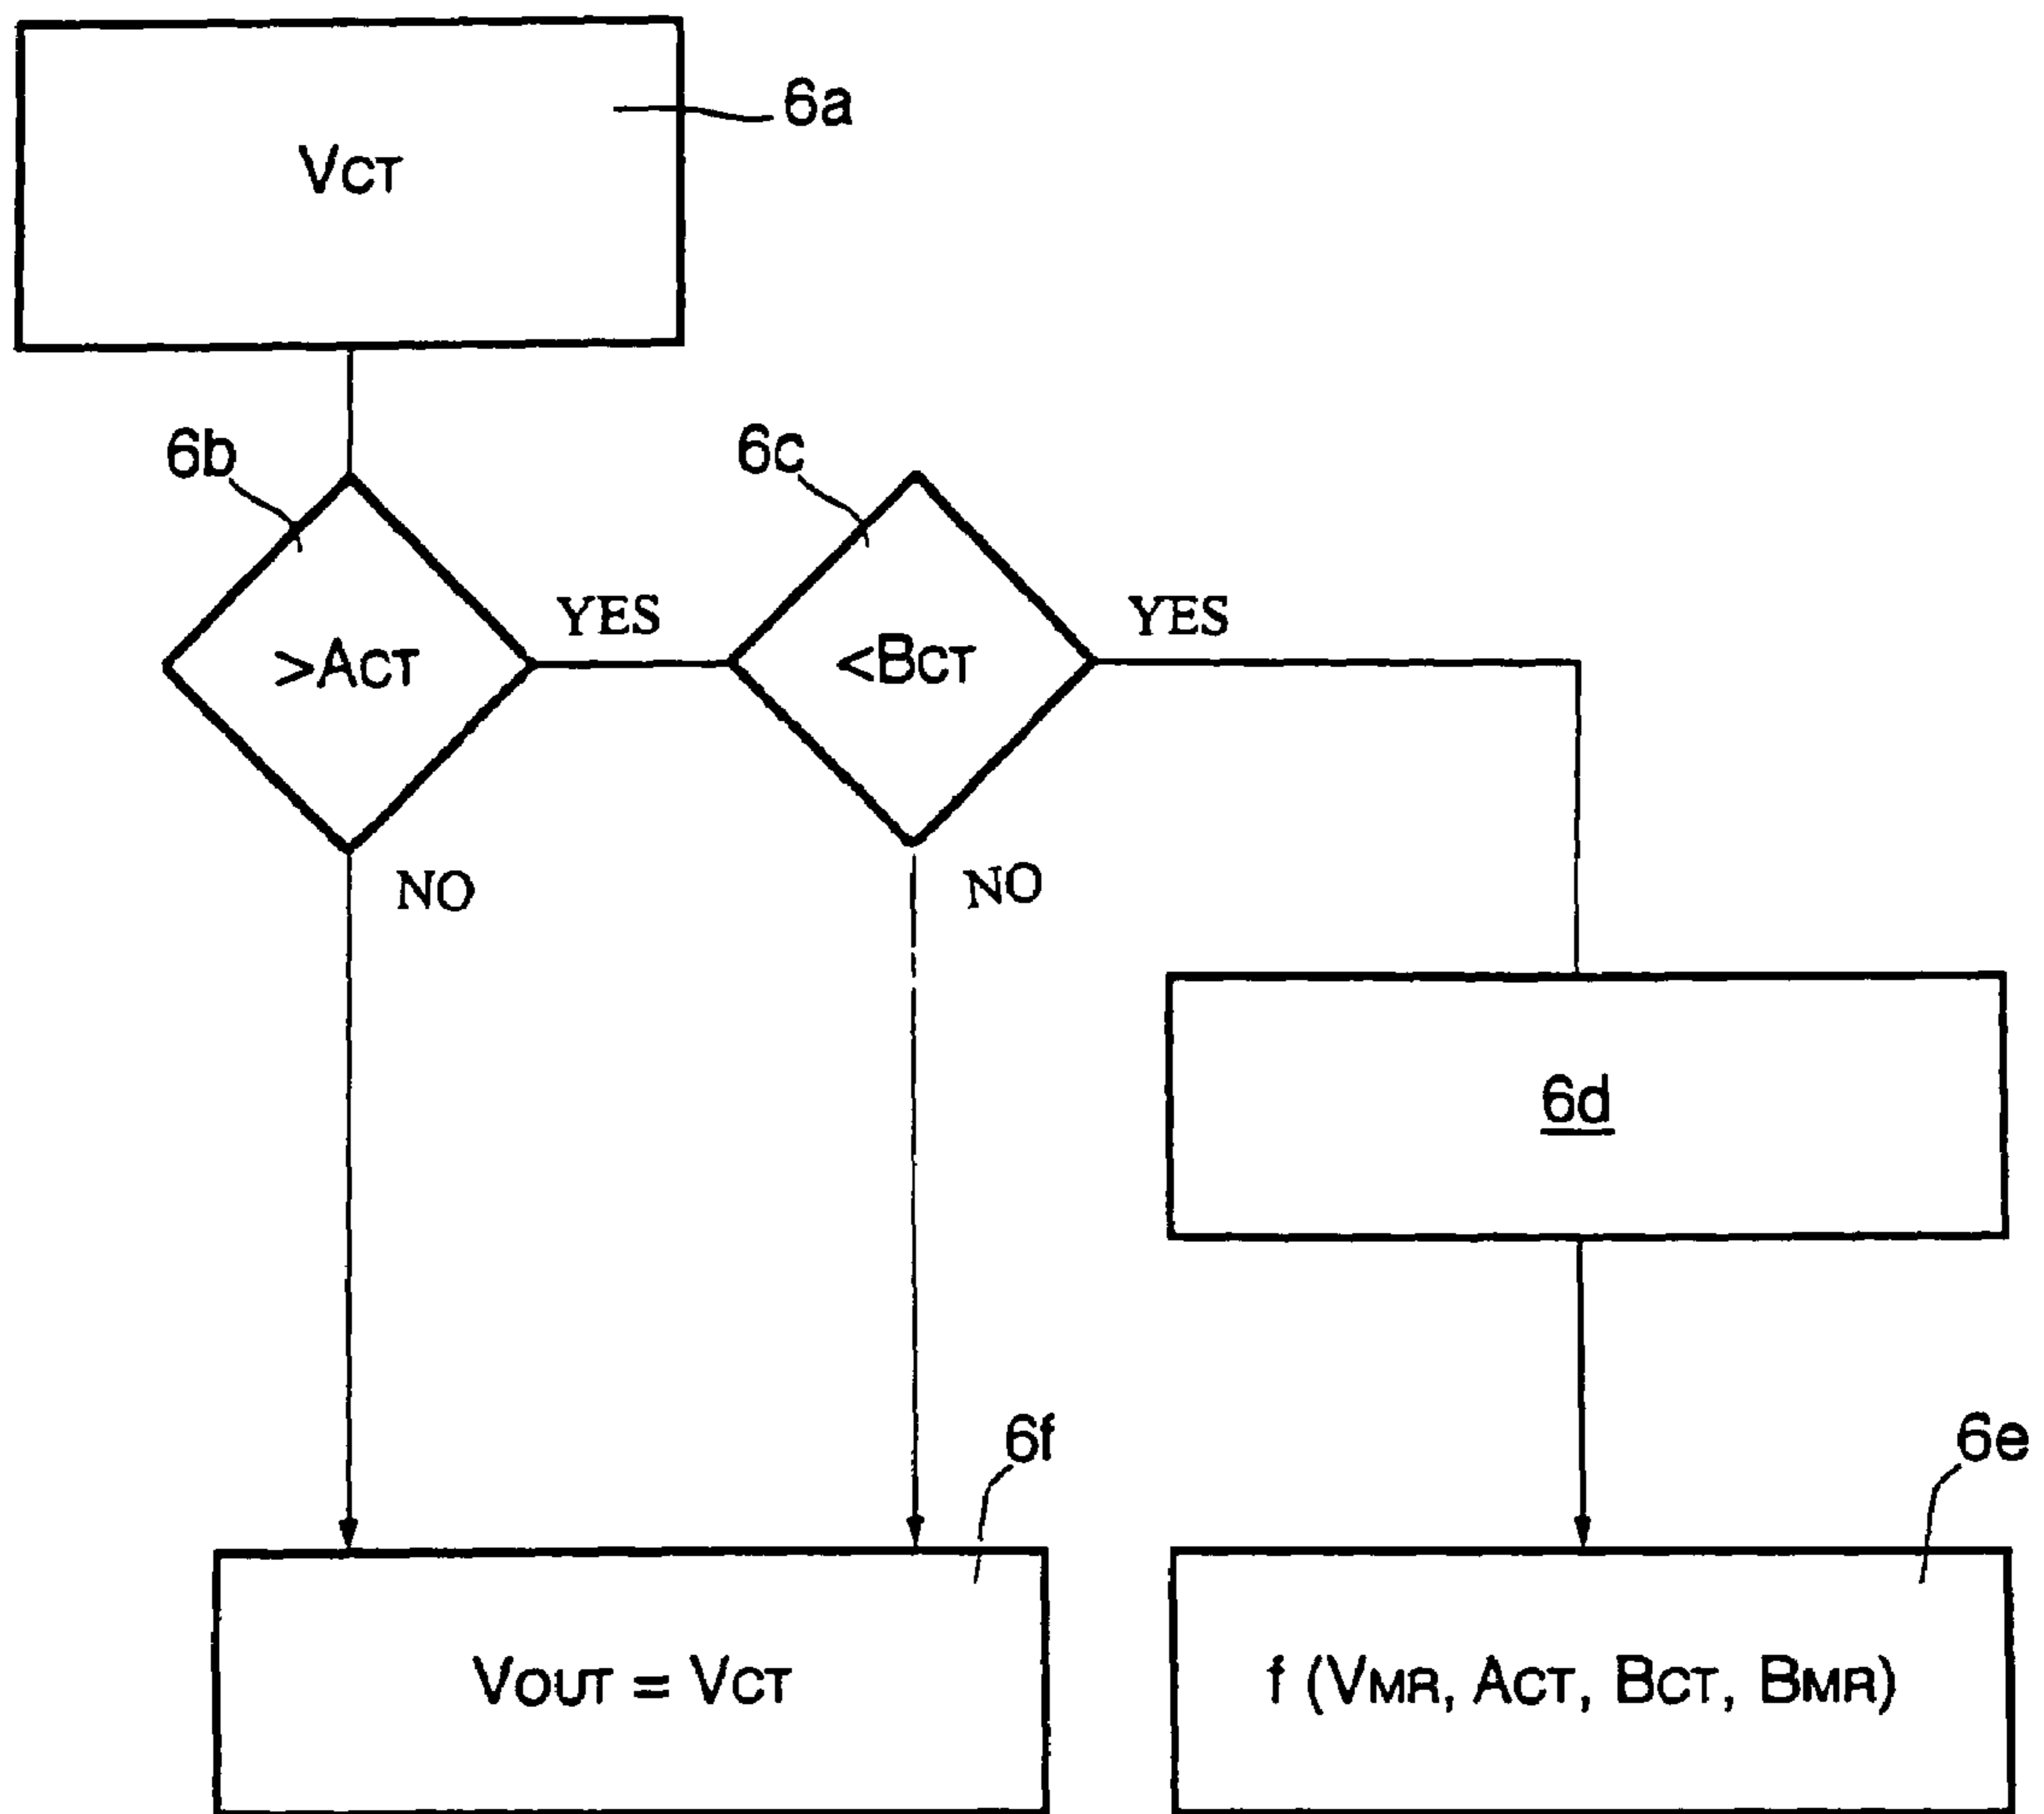 6a
VCT
6b
6c
YES
YES
>ACT
<BCT
NO
NO
6d
6f
6e
VOUT = VCT
f (VMR, ACT, BCT, BMR)